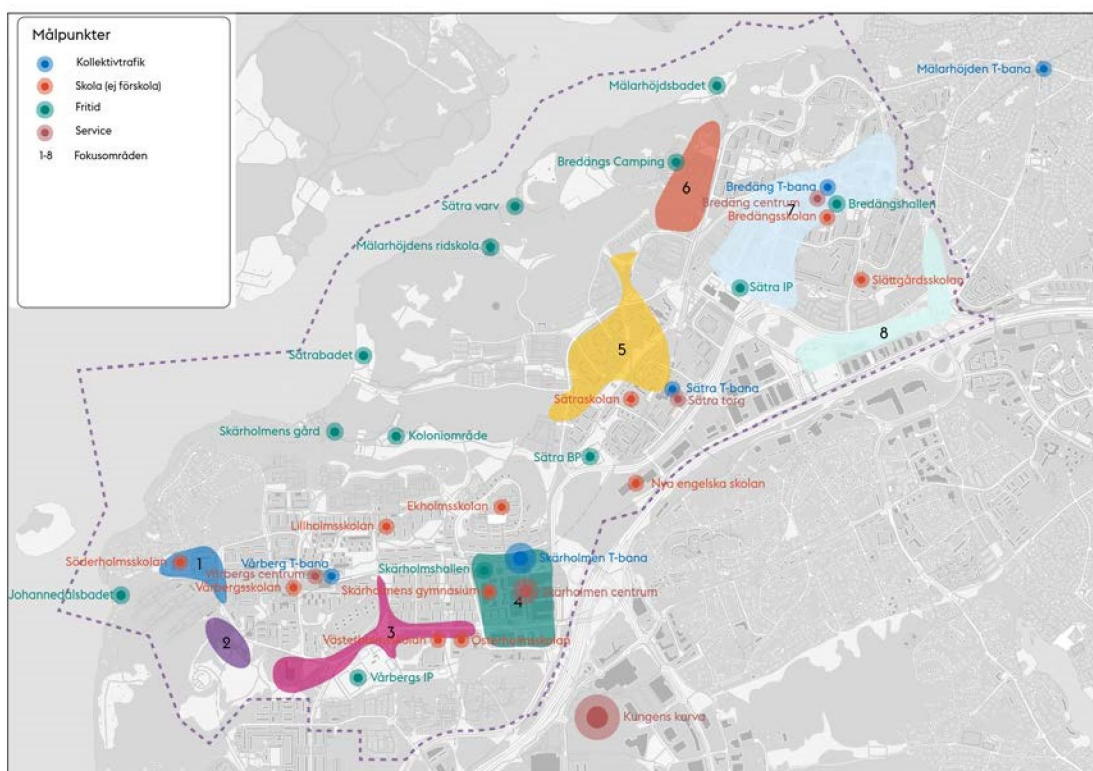 Målpunkter
Kollektivtrafik
Skola (ej förskola)
Fritid
Service
1-8 Fokusområden
Mälarhöjden T-bana
Mälarhöjdsbadet
Bredängs Camping
6
Bredäng T-bana
Bredäng centrum
Bredängshallen
7
Bredängsskolan
Sätra varv
Mälarhöjdens ridskola
Slättgårdsskolan
Sätra IP
8
5
Sätrabadet
Sätra T-bana
Sätraskolan
Sätra torg
Skärholmens gård
Koloniområde
Sätra BP
Nya engelska skolan
Ekholmsskolan
Lillholmsskolan
Söderholmsskolan
1
Vårberg T-bana
Skärholmen T-bana
Skärholmshallen
Vårbergs centrum
Vårbergsskolan
Johannedalsbadet
Skärholmens gymnasium
Skärholmen centrum
4
2
3
Västerholmsskolan
Österholmsskolan
Vårbergs IP
Kungens kurva